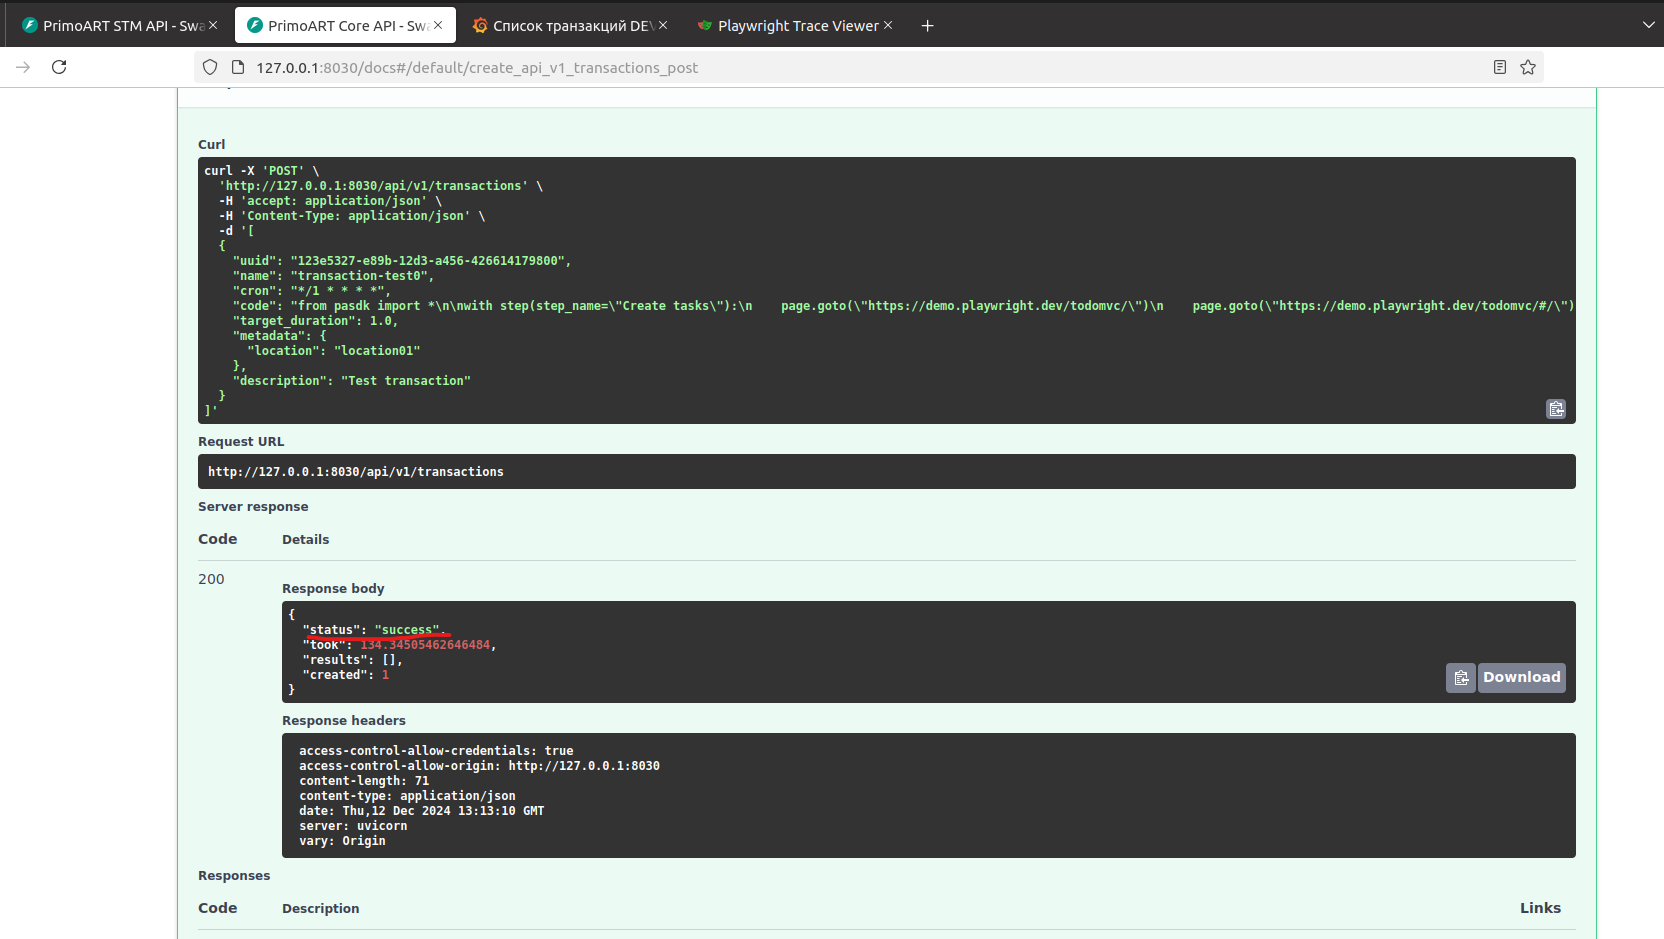 PrimoART STM API - Swa
PrimoART Core API - Swa
Список транзакций DEV
Playwright Trace Viewer
127.0.0.1:8030/docs#/default/create_api_v1_transactions_post
Curl
curl -X 'POST' \
  'http://127.0.0.1:8030/api/v1/transactions' \
  -H 'accept: application/json' \
  -H 'Content-Type: application/json' \
  -d '[
  {
    "uuid": "123e5327-e89b-12d3-a456-426614179800",
    "name": "transaction-test0",
    "cron": "*/1 * * * *",
    "code": "from pasdk import *\n\nwith step(step_name=\"Create tasks\"):\n    page.goto(\"https://demo.playwright.dev/todomvc/\")\n    page.goto(\"https://demo.playwright.dev/todomvc/#/\")
    "target_duration": 1.0,
    "metadata": {
      "location": "location01"
    },
    "description": "Test transaction"
  }
]'
Request URL
http://127.0.0.1:8030/api/v1/transactions
Server response
Code Details
200
Response body
{
  "status": "success",
  "took": 134.34505462646484,
  "results": [],
  "created": 1
}
Download
Response headers
access-control-allow-credentials: true
access-control-allow-origin: http://127.0.0.1:8030
content-length: 71
content-type: application/json
date: Thu,12 Dec 2024 13:13:10 GMT
server: uvicorn
vary: Origin
Responses
Code Description Links